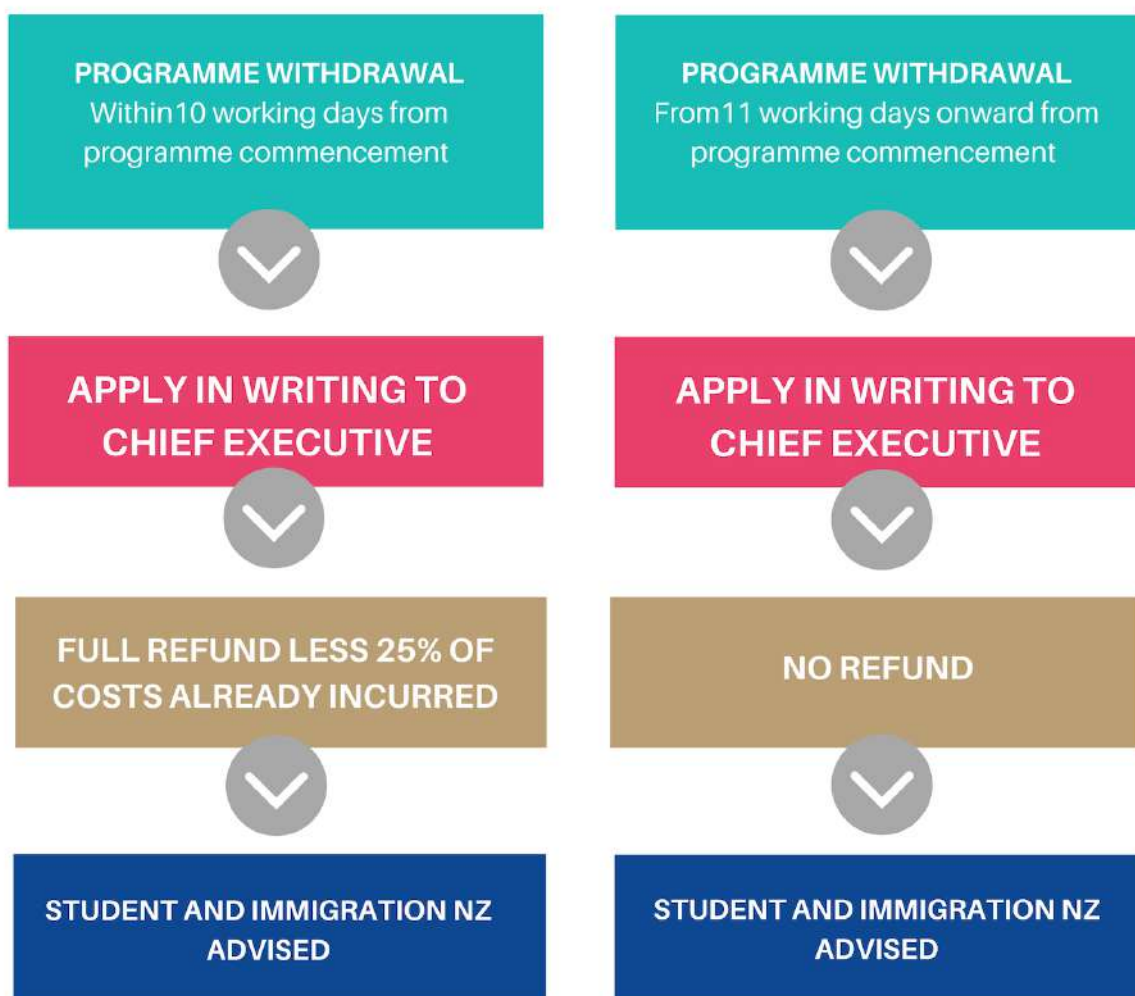 PROGRAMME WITHDRAWAL
Within10 working days from
programme commencement
APPLY IN WRITING TO
CHIEF EXECUTIVE
FULL REFUND LESS 25% OF
COSTS ALREADY INCURRED
STUDENT AND IMMIGRATION NZ
ADVISED
PROGRAMME WITHDRAWAL
From11 working days onward from
programme commencement
APPLY IN WRITING TO
CHIEF EXECUTIVE
NO REFUND
STUDENT AND IMMIGRATION NZ
ADVISED